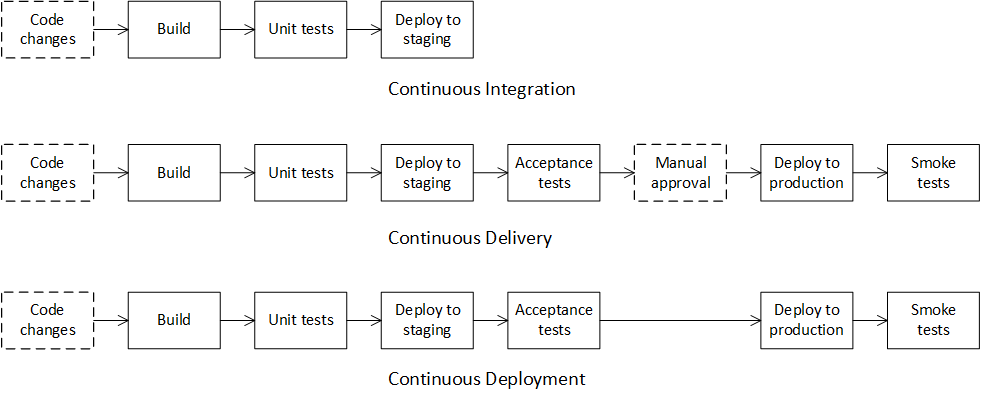 Code
changes
Build
Unit tests
Deploy to
staging
Continuous Integration
Code
changes
Build
Unit tests
Deploy to
staging
Acceptance
tests
Manual
approval
Deploy to
production
Smoke
tests
Continuous Delivery
Code
changes
Build
Unit tests
Deploy to
staging
Acceptance
tests
Deploy to
production
Smoke
tests
Continuous Deployment